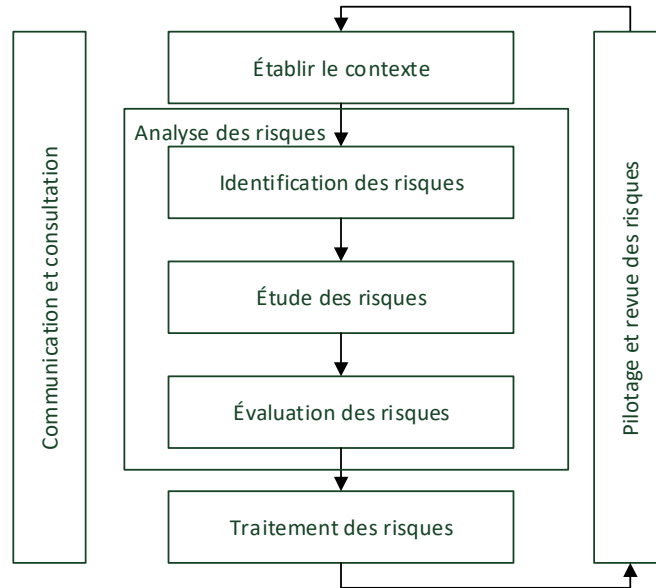 Établir le contexte
Analyse des risques
Identification des risques
Étude des risques
Évaluation des risques
Traitement des risques
Communication et consultation
Pilotage et revue des risques